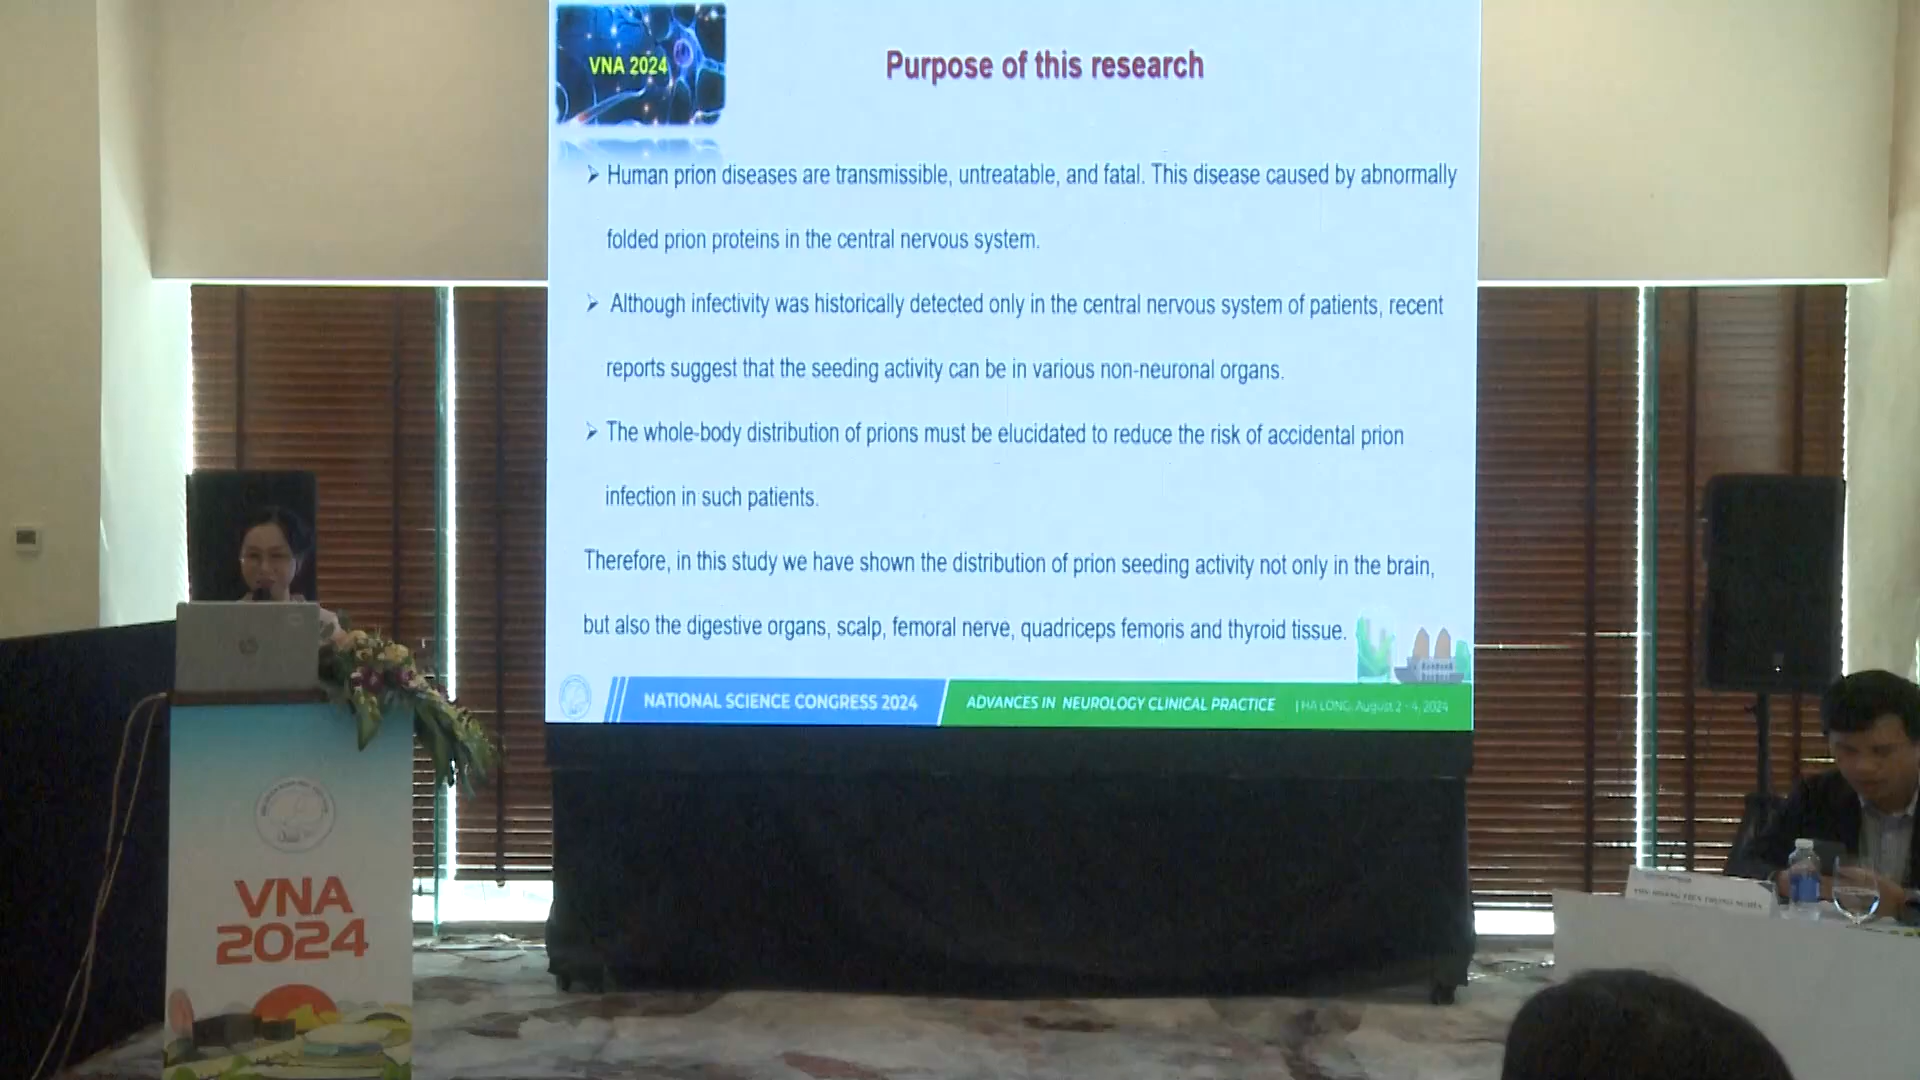 VNA 2024
Purpose of this research
➢ Human prion diseases are transmissible, untreatable, and fatal. This disease caused by abnormally
folded prion proteins in the central nervous system.
➢ Although infectivity was historically detected only in the central nervous system of patients, recent
reports suggest that the seeding activity can be in various non-neuronal organs.
➢ The whole-body distribution of prions must be elucidated to reduce the risk of accidental prion
infection in such patients.
Therefore, in this study we have shown the distribution of prion seeding activity not only in the brain,
but also the digestive organs, scalp, femoral nerve, quadriceps femoris and thyroid tissue.
NATIONAL SCIENCE CONGRESS 2024
ADVANCES IN NEUROLOGY CLINICAL PRACTICE
| HA LONG, August 2 - 4, 2024
VNA
2024